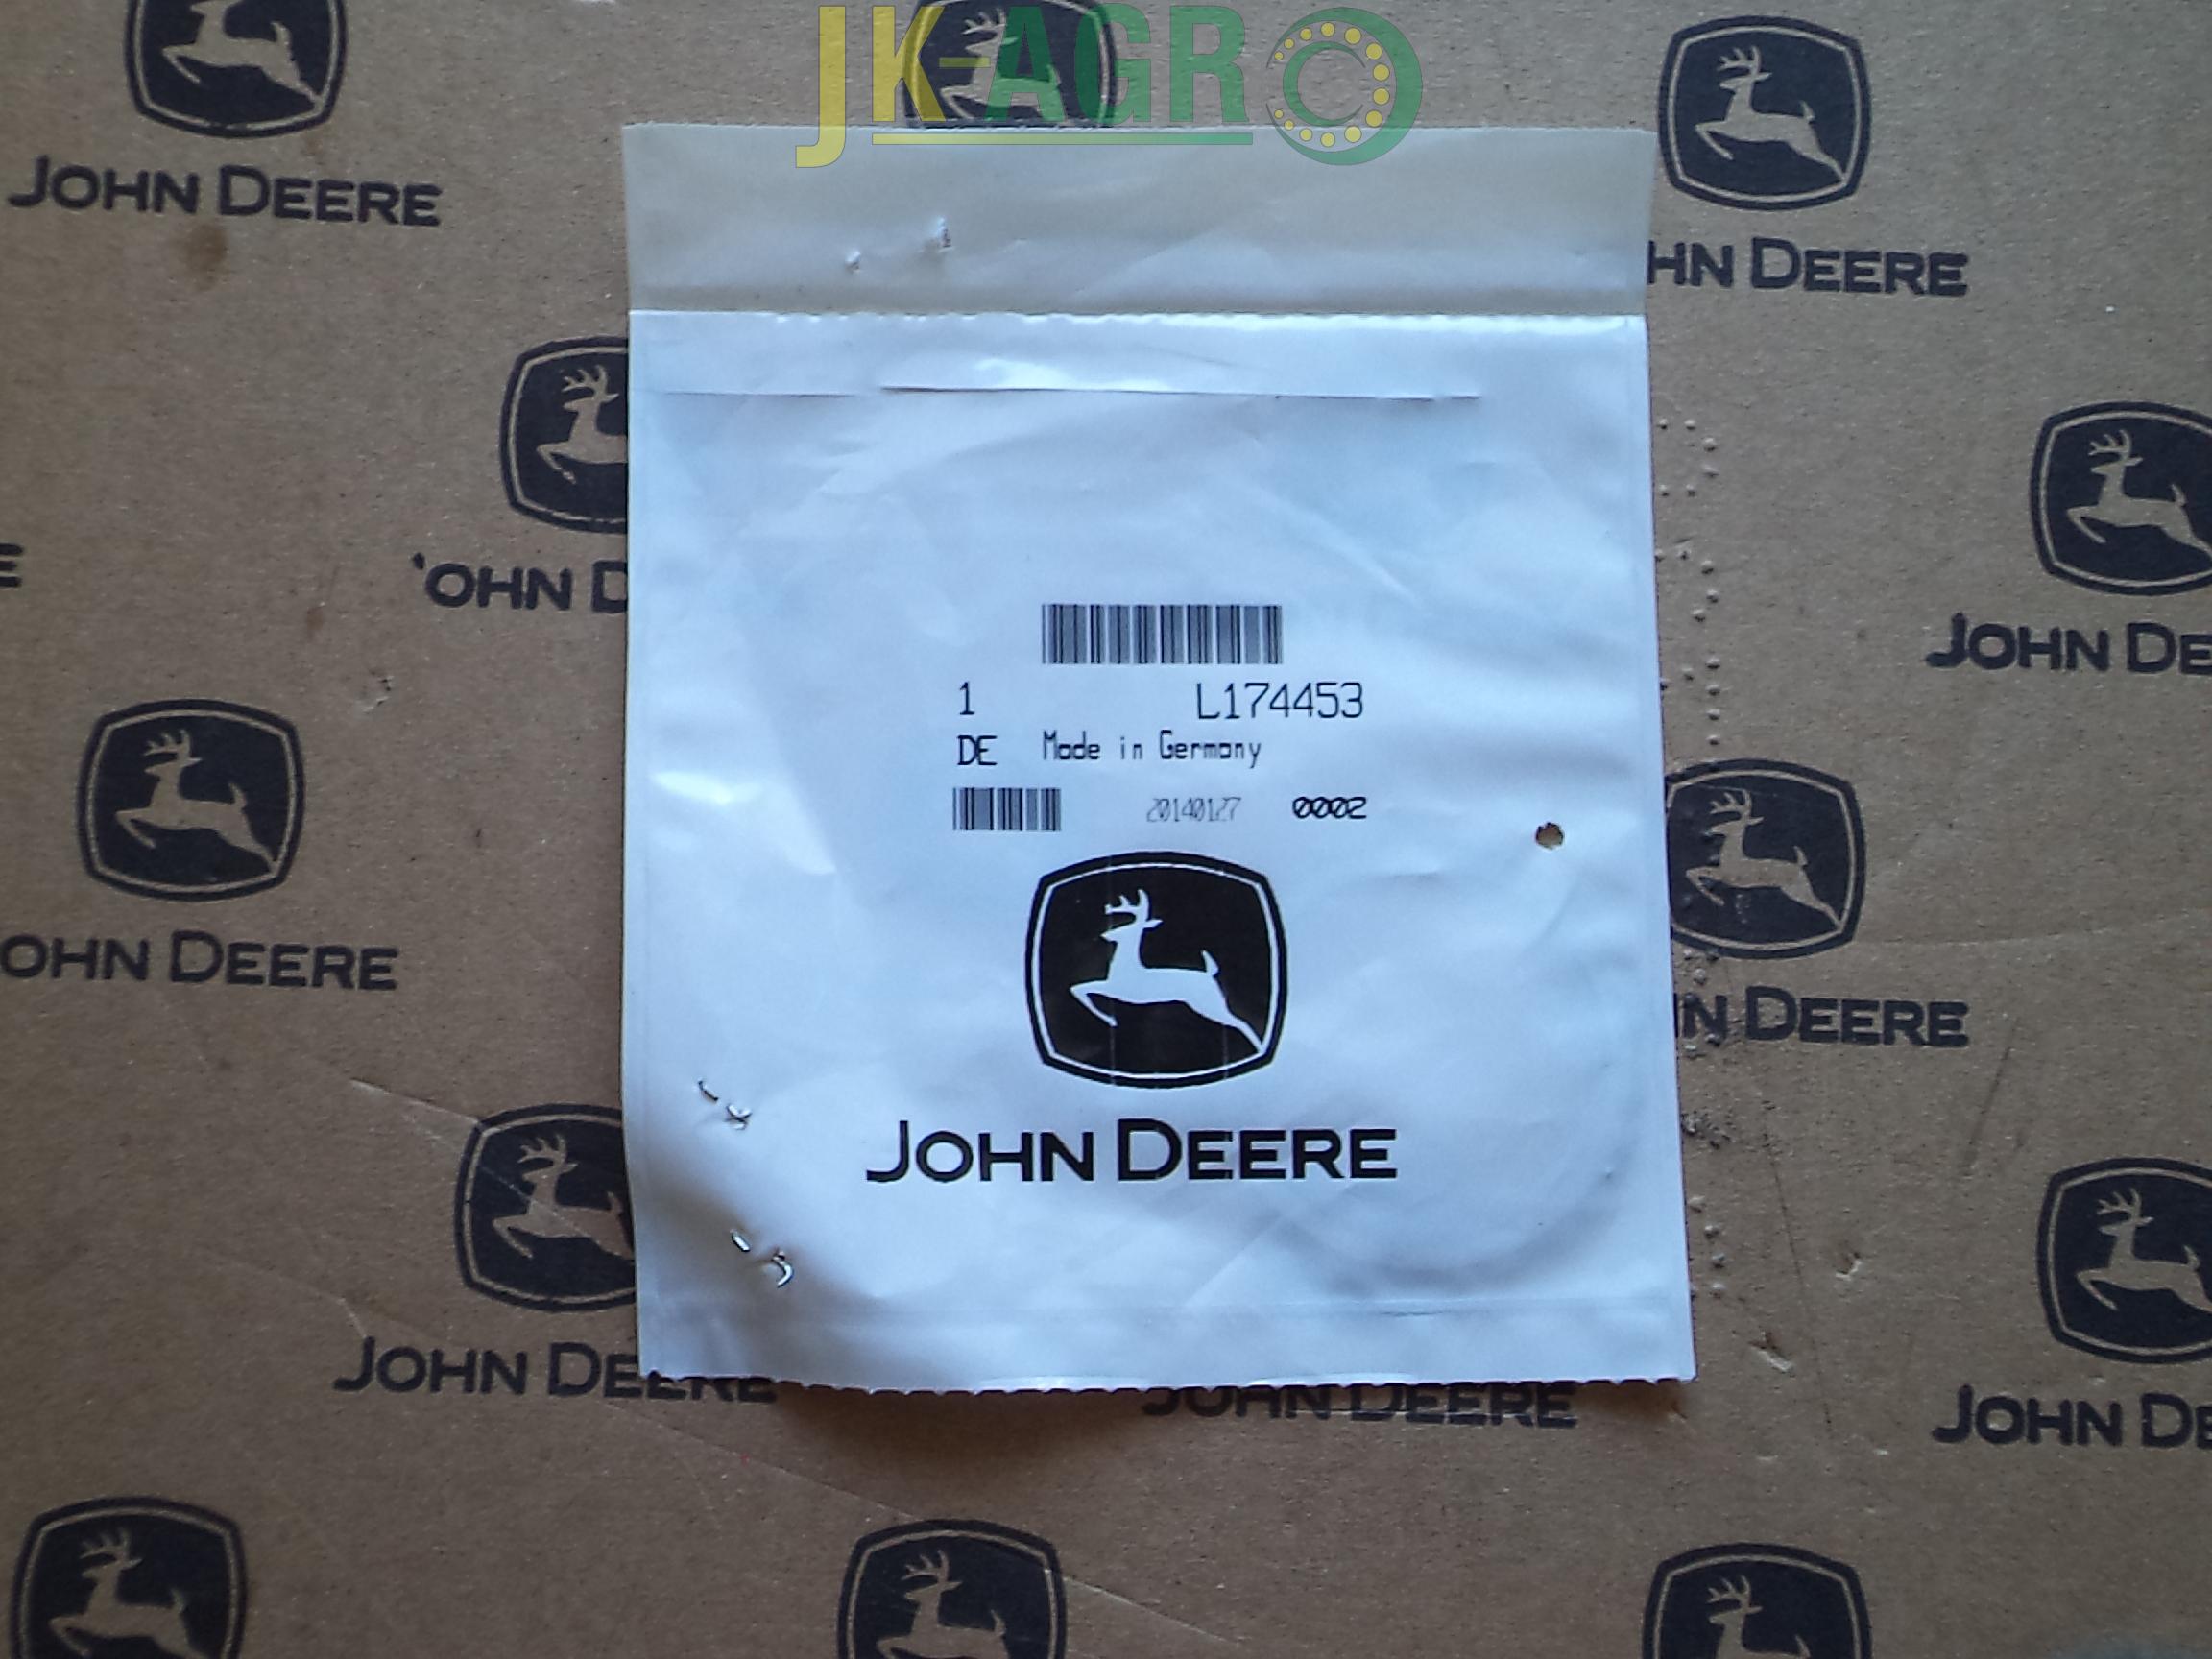 JK-AGRO
JOHN DEERE
HN DEERE
'OHN D
E
JOHN DE
1 L174453
DE Made in Germany
20140127 0002
JOHN DEERE
OHN DEERE
N DEERE
JOHN DEERE
JOHN DEERE
JOHN DE